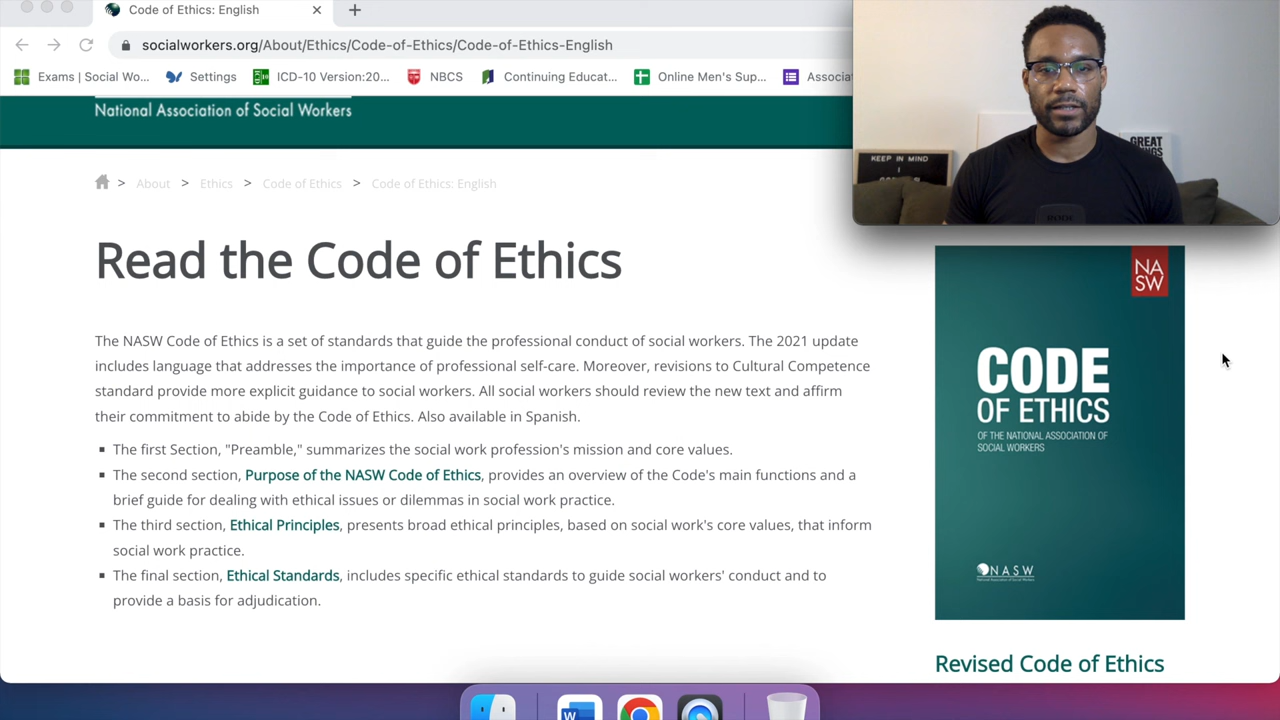 Code of Ethics: English
socialworkers.org/About/Ethics/Code-of-Ethics/Code-of-Ethics-English
Exams | Social Wo...
Settings
ICD-10 Version:20...
NBCS
Continuing Educat...
Online Men's Sup...
Associa
National Association of Social Workers
KEEP IN MIND
I
GREAT
RODE
> About > Ethics > Code of Ethics > Code of Ethics: English
Read the Code of Ethics
The NASW Code of Ethics is a set of standards that guide the professional conduct of social workers. The 2021 update
includes language that addresses the importance of professional self-care. Moreover, revisions to Cultural Competence
standard provide more explicit guidance to social workers. All social workers should review the new text and affirm
their commitment to abide by the Code of Ethics. Also available in Spanish.
The first Section, "Preamble," summarizes the social work profession's mission and core values.
The second section, Purpose of the NASW Code of Ethics, provides an overview of the Code's main functions and a
brief guide for dealing with ethical issues or dilemmas in social work practice.
The third section, Ethical Principles, presents broad ethical principles, based on social work's core values, that inform
social work practice.
The final section, Ethical Standards, includes specific ethical standards to guide social workers' conduct and to
provide a basis for adjudication.
NA
SW
CODE
OF ETHICS
OF THE NATIONAL ASSOCIATION OF
SOCIAL WORKERS
NASW
National Association of Social Workers
Revised Code of Ethics
W